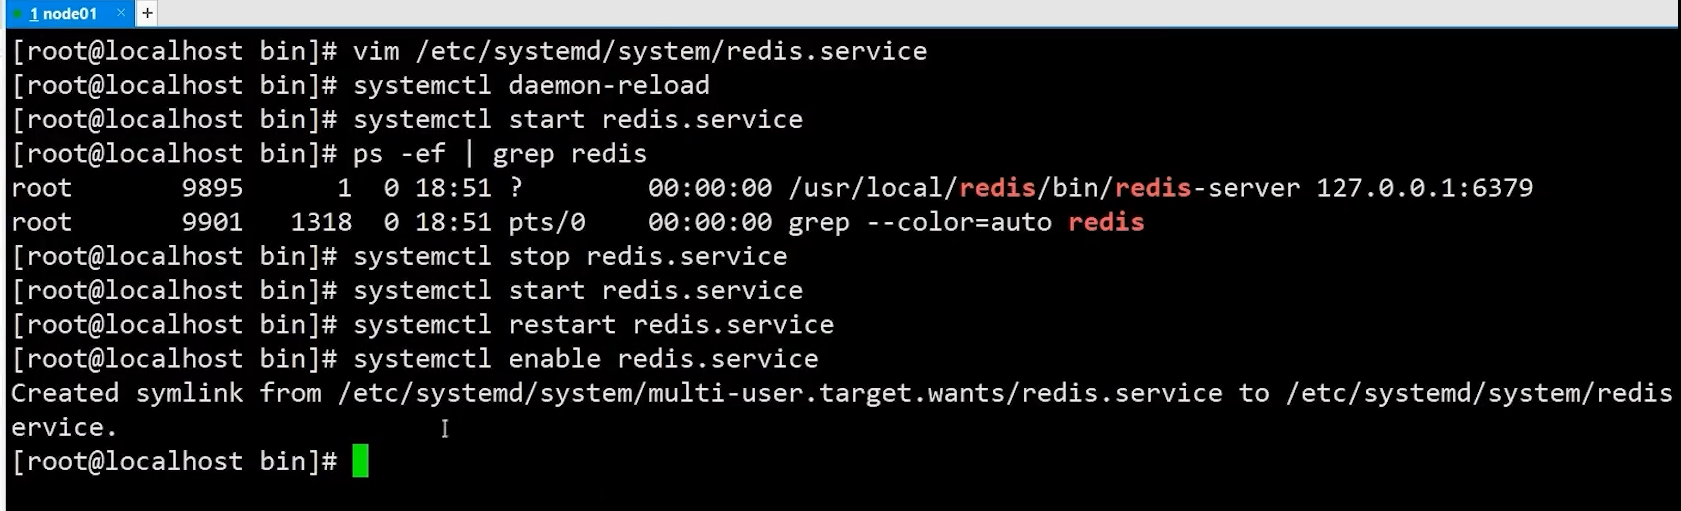 1 node01 × +
[root@localhost bin]# vim /etc/systemd/system/redis.service
[root@localhost bin]# systemctl daemon-reload
[root@localhost bin]# systemctl start redis.service
[root@localhost bin]# ps -ef | grep redis
root       9895      1  0 18:51 ?        00:00:00 /usr/local/redis/bin/redis-server 127.0.0.1:6379
root       9901   1318  0 18:51 pts/0    00:00:00 grep --color=auto redis
[root@localhost bin]# systemctl stop redis.service
[root@localhost bin]# systemctl start redis.service
[root@localhost bin]# systemctl restart redis.service
[root@localhost bin]# systemctl enable redis.service
Created symlink from /etc/systemd/system/multi-user.target.wants/redis.service to /etc/systemd/system/redis
ervice.
[root@localhost bin]#